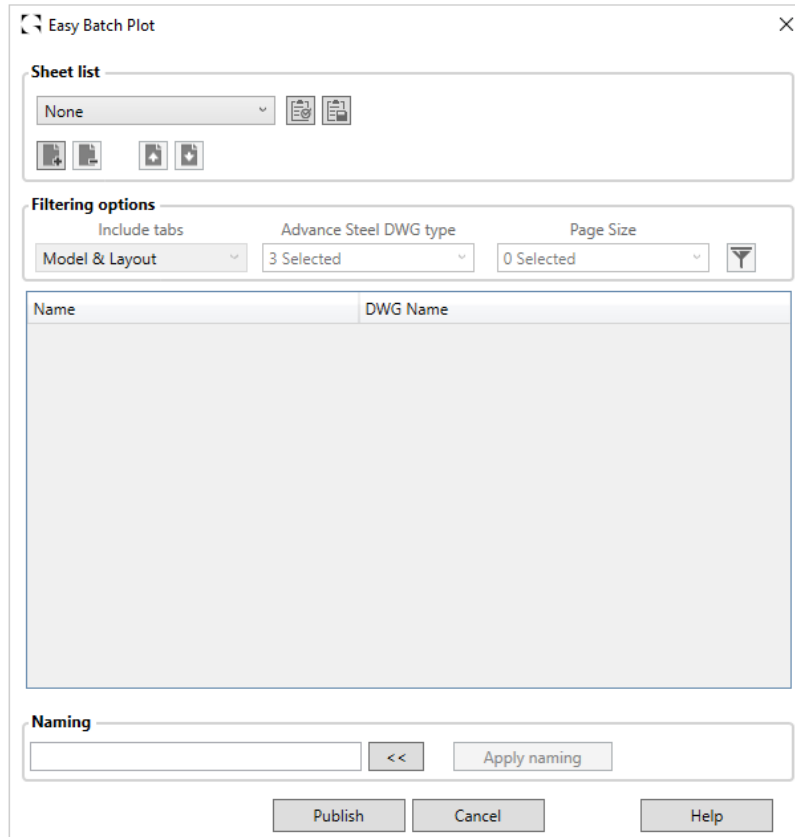 Easy Batch Plot
Sheet list
None
Filtering options
Include tabs Advance Steel DWG type Page Size
Model & Layout 3 Selected 0 Selected
Name DWG Name
Naming
<< Apply naming
Publish Cancel Help